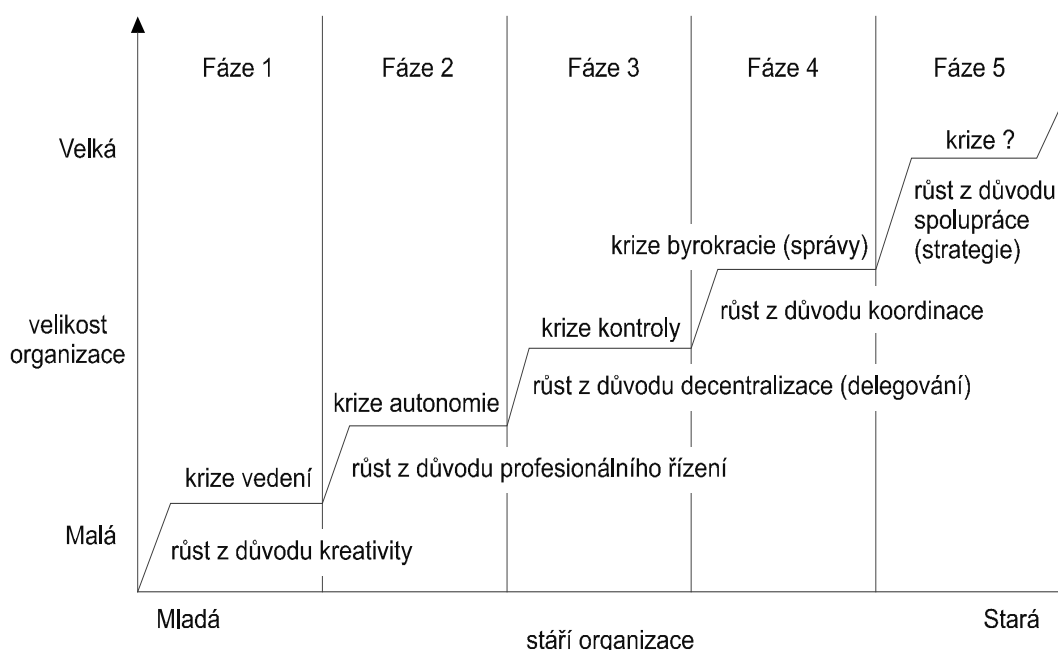 Fáze 1
Fáze 2
Fáze 3
Fáze 4
Fáze 5
Velká
krize ?
růst z důvodu
spolupráce
(strategie)
krize byrokracie (správy)
růst z důvodu koordinace
velikost
organizace
krize kontroly
růst z důvodu decentralizace (delegování)
krize autonomie
růst z důvodu profesionálního řízení
krize vedení
Malá
růst z důvodu kreativity
Mladá
Stará
stáří organizace